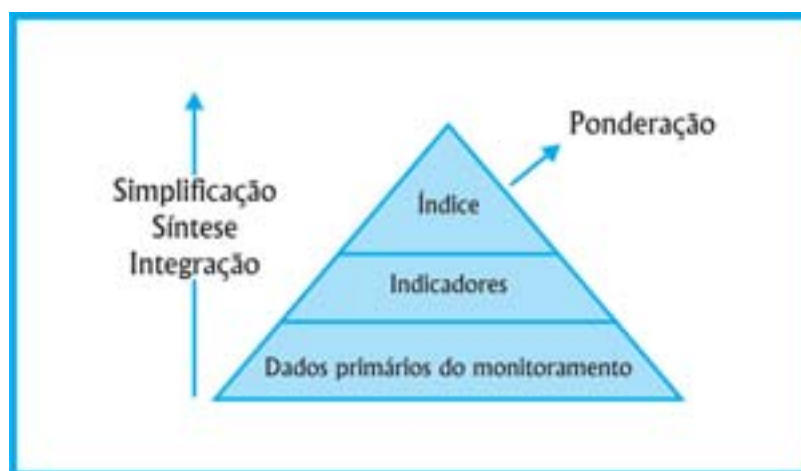 Ponderação
Simplificação
Síntese
Integração
Índice
Indicadores
Dados primários do monitoramento